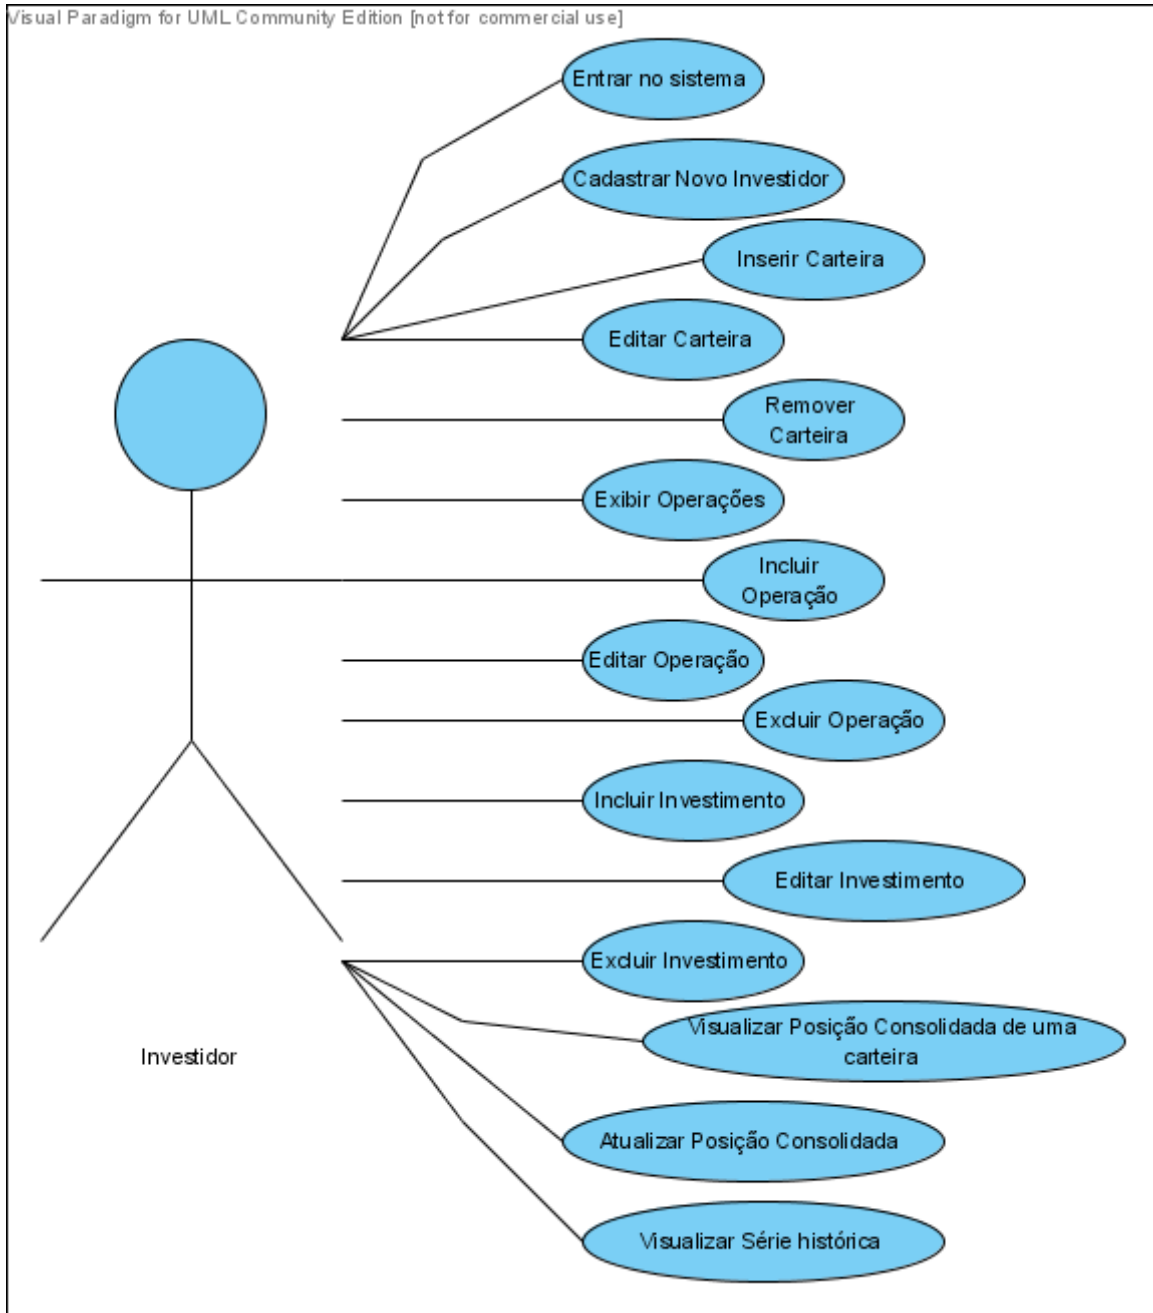 Visual Paradigm for UML Community Edition [not for commercial use]
Entrar no sistema
Cadastrar Novo Investidor
Inserir Carteira
Editar Carteira
Remover
Carteira
Exibir Operações
Incluir
Operação
Editar Operação
Excluir Operação
Incluir Investimento
Editar Investimento
Excluir Investimento
Visualizar Posição Consolidada de uma
carteira
Investidor
Atualizar Posição Consolidada
Visualizar Série histórica